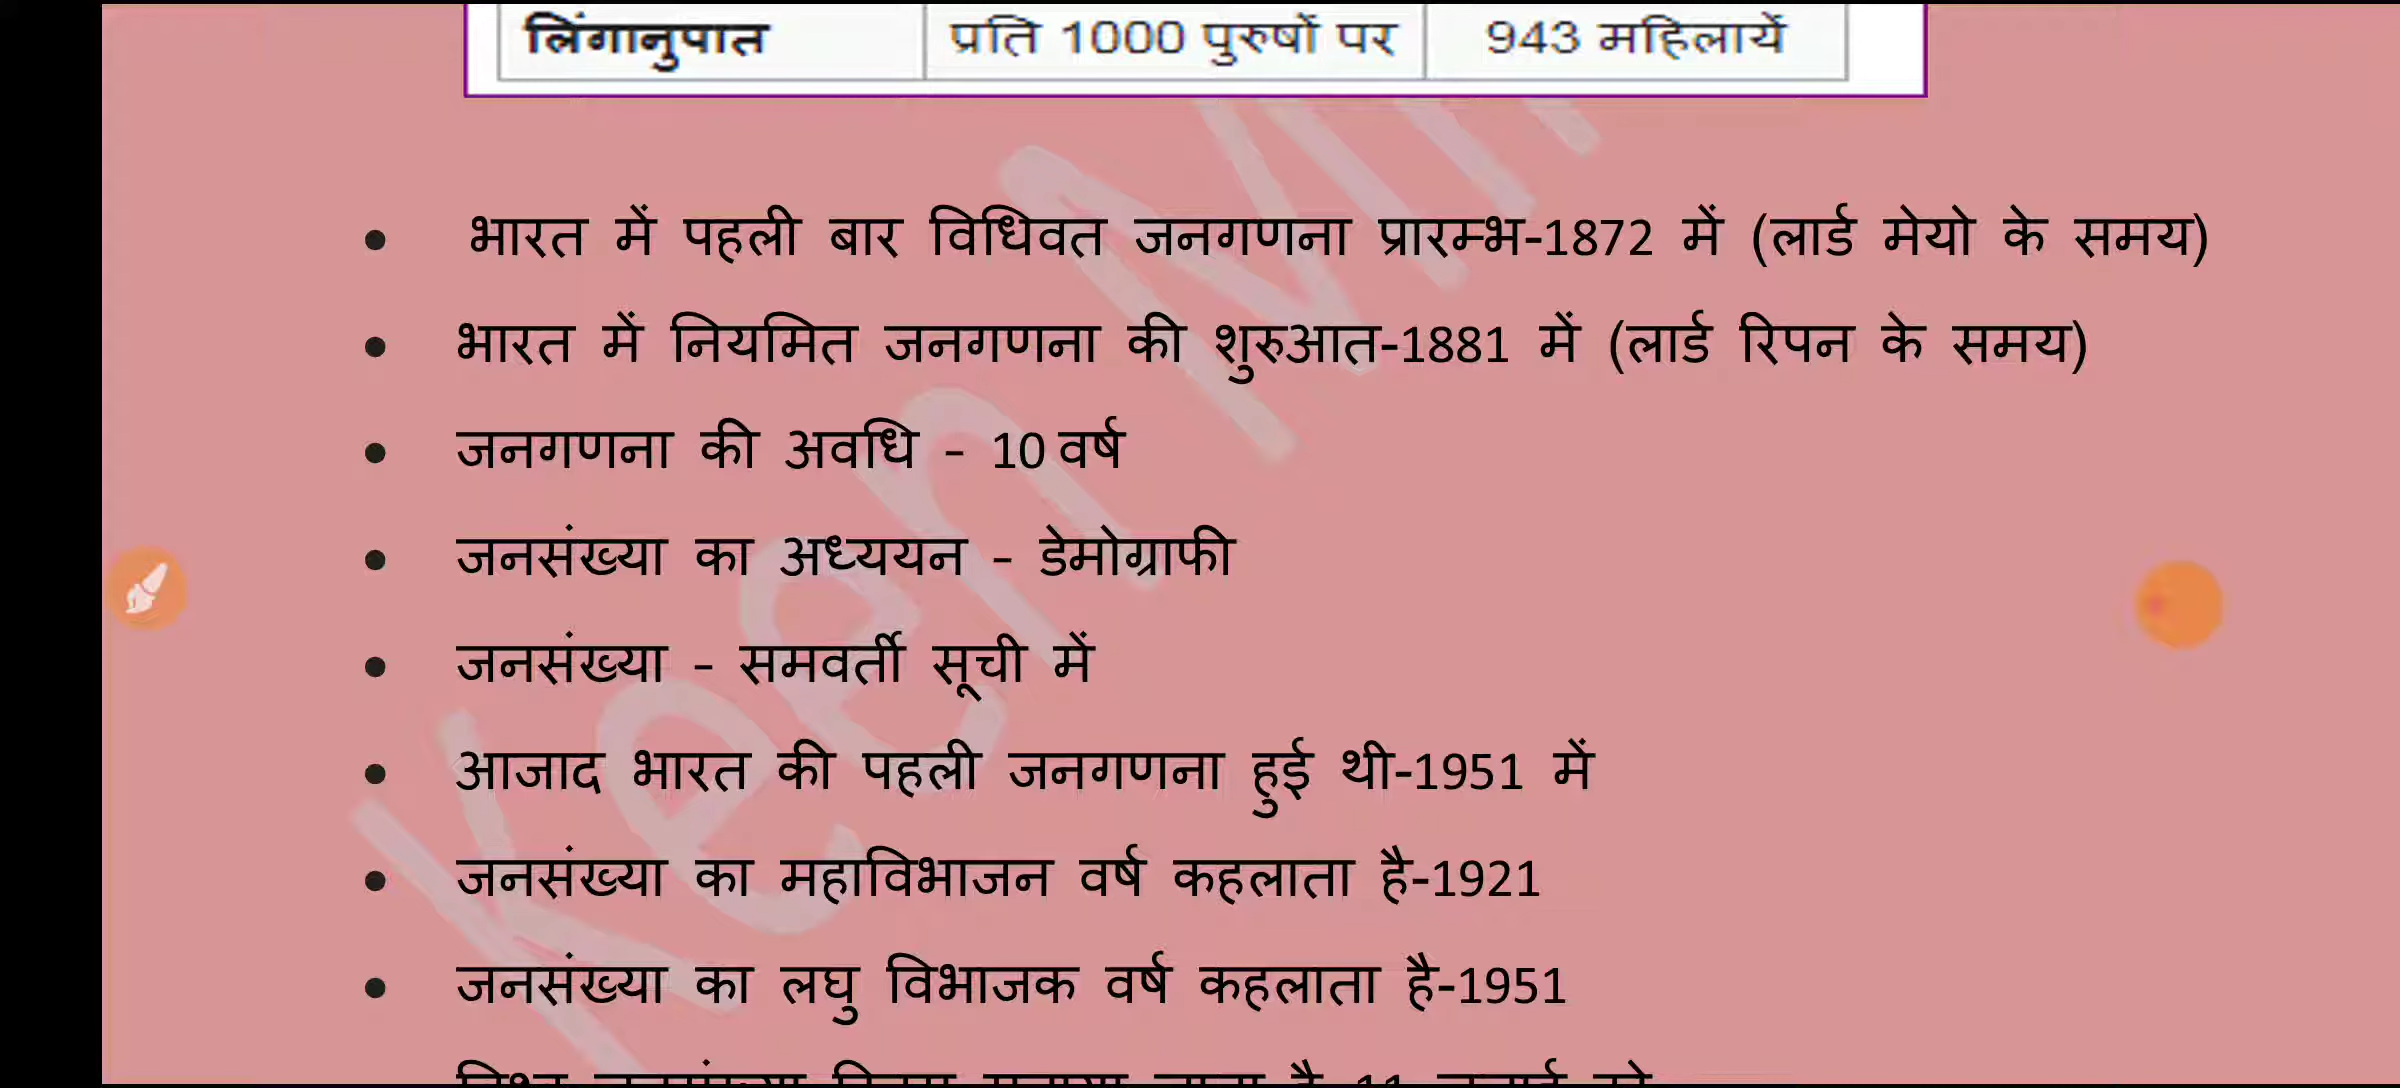 लिंगानुपात प्रति 1000 पुरुषों पर 943 महिलायें
• भारत में पहली बार विधिवत जनगणना प्रारम्भ-1872 में (लार्ड मेयो के समय)
• भारत में नियमित जनगणना की शुरुआत-1881 में (लार्ड रिपन के समय)
• जनगणना की अवधि - 10 वर्ष
• जनसंख्या का अध्ययन - डेमोग्राफी
• जनसंख्या - समवर्ती सूची में
• आजाद भारत की पहली जनगणना हुई थी-1951 में
• जनसंख्या का महाविभाजन वर्ष कहलाता है-1921
• जनसंख्या का लघु विभाजक वर्ष कहलाता है-1951
Keen